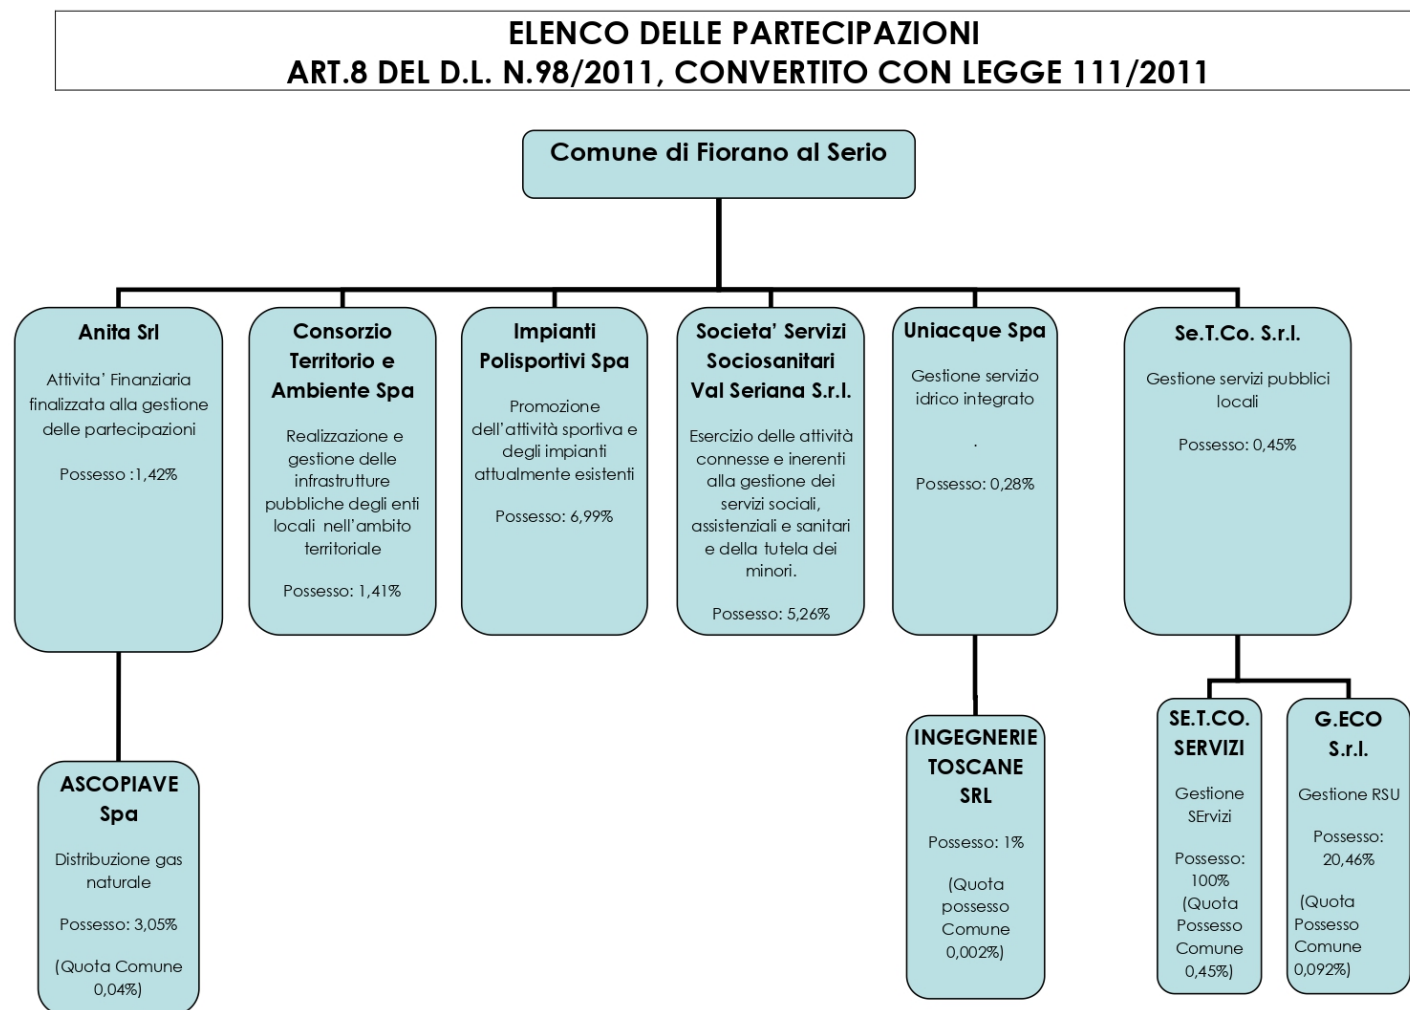 ELENCO DELLE PARTECIPAZIONI
ART.8 DEL D.L. N.98/2011, CONVERTITO CON LEGGE 111/2011
Comune di Fiorano al Serio
Anita Srl
Attivita' Finanziaria
finalizzata alla gestione
delle partecipazioni
Possesso :1,42%
Consorzio
Territorio e
Ambiente Spa
Realizzazione e
gestione delle
infrastrutture
pubbliche degli enti
locali nell'ambito
territoriale
Possesso: 1,41%
Impianti
Polisportivi Spa
Promozione
dell'attività sportiva e
degli impianti
attualmente esistenti
Possesso: 6,99%
Societa' Servizi
Sociosanitari
Val Seriana S.r.l.
Esercizio delle attività
connesse e inerenti
alla gestione dei
servizi sociali,
assistenziali e sanitari
e della tutela dei
minori.
Possesso: 5,26%
Uniacque Spa
Gestione servizio
idrico integrato
.
Possesso: 0,28%
Se.T.Co. S.r.l.
Gestione servizi pubblici
locali
Possesso: 0,45%
ASCOPIAVE
Spa
Distribuzione gas
naturale
Possesso: 3,05%
(Quota Comune
0,04%)
INGEGNERIE
TOSCANE
SRL
Possesso: 1%
(Quota
possesso
Comune
0,002%)
SE.T.CO.
SERVIZI
Gestione
SErvizi
Possesso:
100%
(Quota
Possesso
Comune
0,45%)
G.ECO
S.r.l.
Gestione RSU
Possesso:
20,46%
(Quota
Possesso
Comune
0,092%)